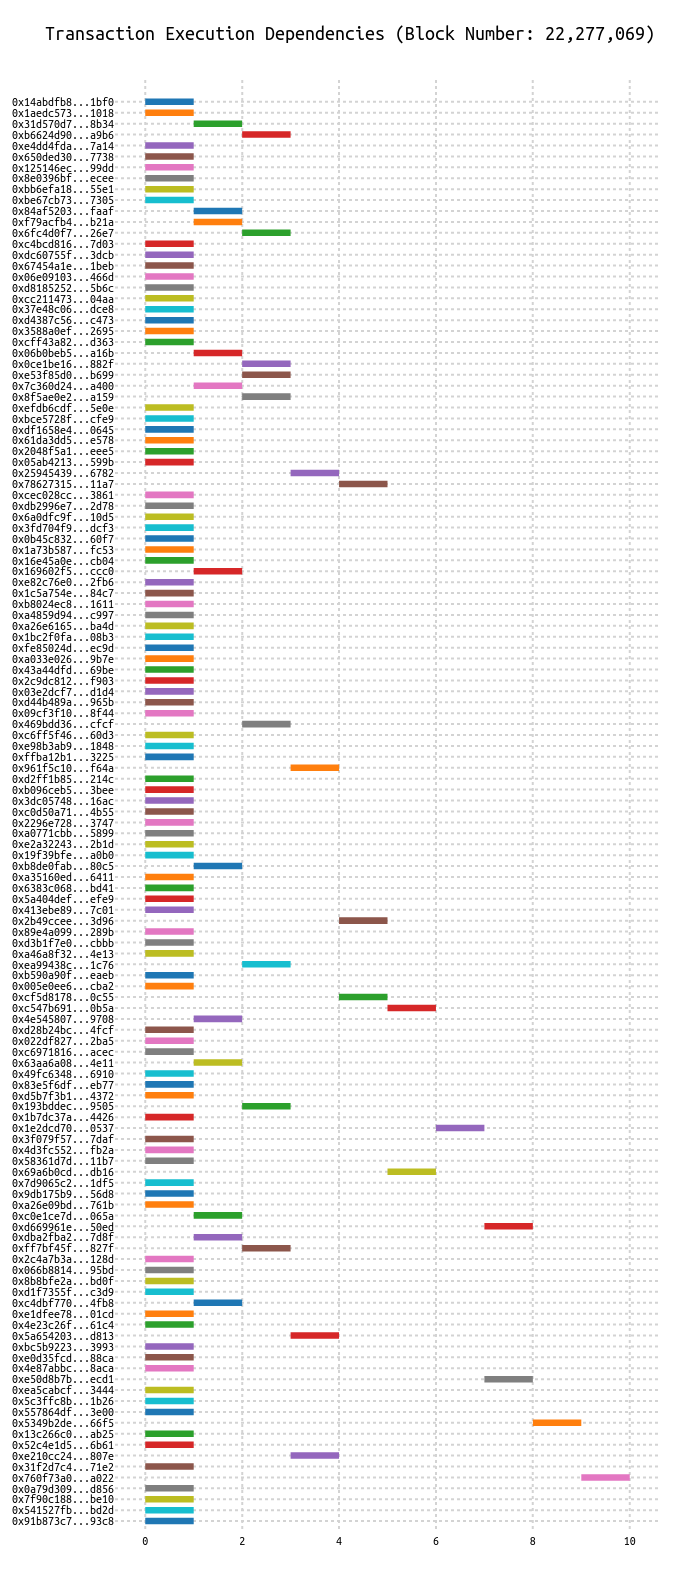 Transaction Execution Dependencies (Block Number: 22,277,069)
0x14abdfb8...1bf0
0x1aedc573...1018
0x31d570d7...8b34
0xb6624d90...a9b6
0xe4dd4fda...7a14
0x650ded30...7738
0x125146ec...99dd
0x8e0396bf...ecee
0xbb6efa18...55e1
0xbe67cb73...7305
0x84af5203...faaf
0xf79acfb4...b21a
0x6fc4d0f7...26e7
0xc4bcd816...7d03
0xdc60755f...3dcb
0x67454a1e...1beb
0x06e09103...466d
0xd8185252...5b6c
0xcc211473...04aa
0x37e48c06...dce8
0xd4387c56...c473
0x3588a0ef...2695
0xcff43a82...d363
0x06b0beb5...a16b
0x0ce1be16...882f
0xe53f85d0...b699
0x7c360d24...a400
0x8f5ae0e2...a159
0xefdb6cdf...5e0e
0xbce5728f...cfe9
0xdf1658e4...0645
0x61da3dd5...e578
0x2048f5a1...eee5
0x05ab4213...599b
0x25945439...6782
0x78627315...11a7
0xcec028cc...3861
0xdb2996e7...2d78
0x6a0dfc9f...10d5
0x3fd704f9...dcf3
0x0b45c832...60f7
0x1a73b587...fc53
0x16e45a0e...cb04
0x169602f5...ccc0
0xe82c76e0...2fb6
0x1c5a754e...84c7
0xb8024ec8...1611
0xa4859d94...c997
0xa26e6165...ba4d
0x1bc2f0fa...08b3
0xfe85024d...ec9d
0xa033e026...9b7e
0x43a44dfd...69be
0x2c9dc812...f903
0x03e2dcf7...d1d4
0xd44b489a...965b
0x09cf3f10...8f44
0x469bdd36...cfcf
0xc6ff5f46...60d3
0xe98b3ab9...1848
0xffba12b1...3225
0x961f5c10...f64a
0xd2ff1b85...214c
0xb096ceb5...3bee
0x3dc05748...16ac
0xc0d50a71...4b55
0x2296e728...3747
0xa0771cbb...5899
0xe2a32243...2b1d
0x19f39bfe...a0b0
0xb8de0fab...80c5
0xa35160ed...6411
0x6383c068...bd41
0x5a404def...efe9
0x413ebe89...7c01
0x2b49ccee...3d96
0x89e4a099...289b
0xd3b1f7e0...cbbb
0xa46a8f32...4e13
0xea99438c...1c76
0xb590a90f...eaeb
0x005e0ee6...cba2
0xcf5d8178...0c55
0xc547b691...0b5a
0x4e545807...9708
0xd28b24bc...4fcf
0x022df827...2ba5
0xc6971816...acec
0x63aa6a08...4e11
0x49fc6348...6910
0x83e5f6df...eb77
0xd5b7f3b1...4372
0x193bddec...9505
0x1b7dc37a...4426
0x1e2dcd70...0537
0x3f079f57...7daf
0x4d3fc552...fb2a
0x58361d7d...11b7
0x69a6b0cd...db16
0x7d9065c2...1df5
0x9db175b9...56d8
0xa26e09bd...761b
0xc0e1ce7d...065a
0xd669961e...50ed
0xdba2fba2...7d8f
0xff7bf45f...827f
0x2c4a7b3a...128d
0x066b8814...95bd
0x8b8bfe2a...bd0f
0xd1f7355f...c3d9
0xc4dbf770...4fb8
0xe1dfee78...01cd
0x4e23c26f...61c4
0x5a654203...d813
0xbc5b9223...3993
0xe0d35fcd...88ca
0x4e87abbc...8aca
0xe50d8b7b...ecd1
0xea5cabcf...3444
0x5c3ffc8b...1b26
0x557864df...3e00
0x5349b2de...66f5
0x13c266c0...ab25
0x52c4e1d5...6b61
0xe210cc24...807e
0x31f2d7c4...71e2
0x760f73a0...a022
0x0a79d309...d856
0x7f90c188...be10
0x541527fb...bd2d
0x91b873c7...93c8
0 2 4 6 8 10